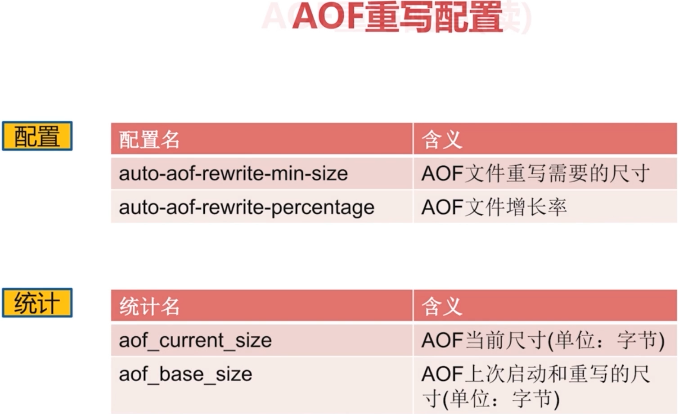 AOF重写配置
配置
配置名 含义
auto-aof-rewrite-min-size AOF文件重写需要的尺寸
auto-aof-rewrite-percentage AOF文件增长率
统计
统计名 含义
aof_current_size AOF当前尺寸(单位：字节)
aof_base_size AOF上次启动和重写的尺
寸(单位：字节)